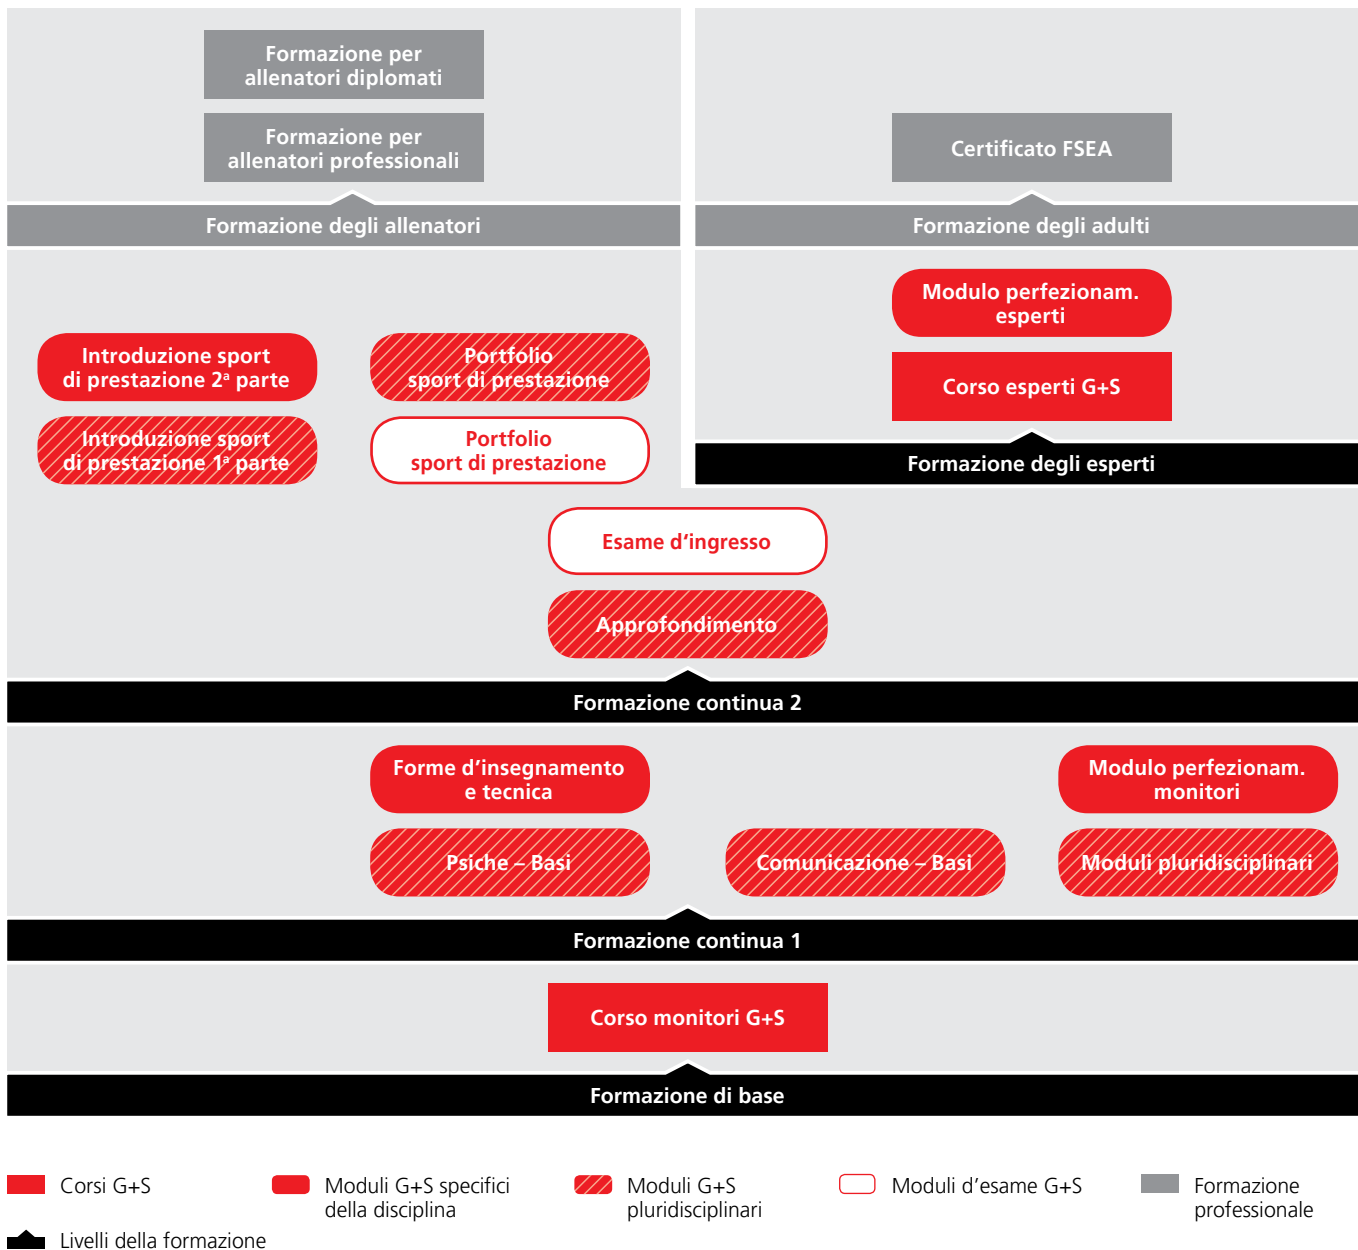 Formazione per
allenatori diplomati
Formazione per
allenatori professionali
Formazione degli allenatori
Certificato FSEA
Formazione degli adulti
Modulo perfezionam.
esperti
Corso esperti G+S
Formazione degli esperti
Introduzione sport
di prestazione 2ª parte
Portfolio
sport di prestazione
Introduzione sport
di prestazione 1ª parte
Portfolio
sport di prestazione
Esame d’ingresso
Approfondimento
Formazione continua 2
Forme d’insegnamento
e tecnica
Modulo perfezionam.
monitori
Psiche – Basi
Comunicazione – Basi
Moduli pluridisciplinari
Formazione continua 1
Corso monitori G+S
Formazione di base
Corsi G+S
Moduli G+S specifici
della disciplina
Moduli G+S
pluridisciplinari
Moduli d’esame G+S
Formazione
professionale
Livelli della formazione